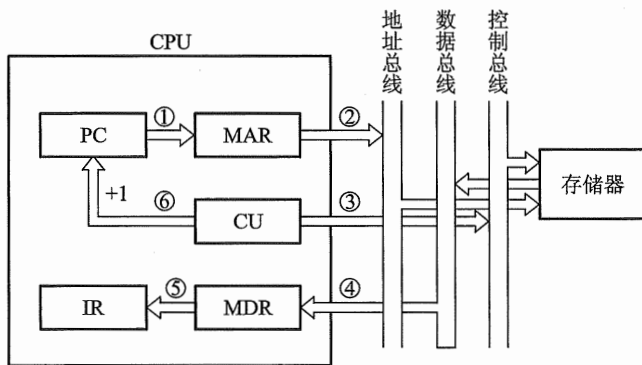 CPU
地址总线
数据总线
控制总线
PC
①
MAR
②
+1
⑥
CU
③
存储器
IR
⑤
MDR
④